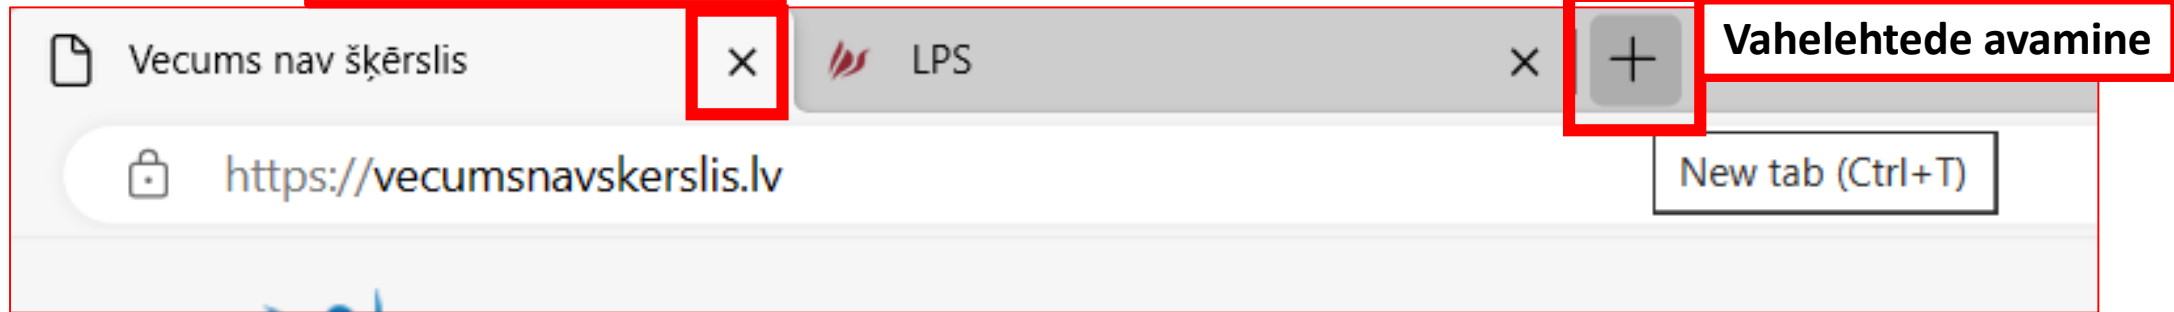 Vecums nav šķērslis
LPS
Vahelehtede avamine
https://vecumsnavskerslis.lv
New tab (Ctrl+T)